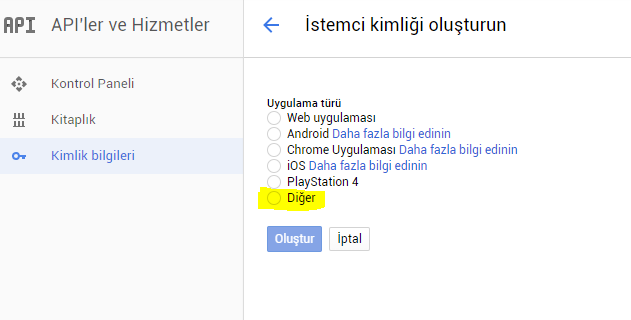 API API'ler ve Hizmetler
Kontrol Paneli
Kitaplık
Kimlik bilgileri
İstemci kimliği oluşturun
Uygulama türü
Web uygulaması
Android Daha fazla bilgi edinin
Chrome Uygulaması Daha fazla bilgi edinin
iOS Daha fazla bilgi edinin
PlayStation 4
Diğer
Oluştur İptal